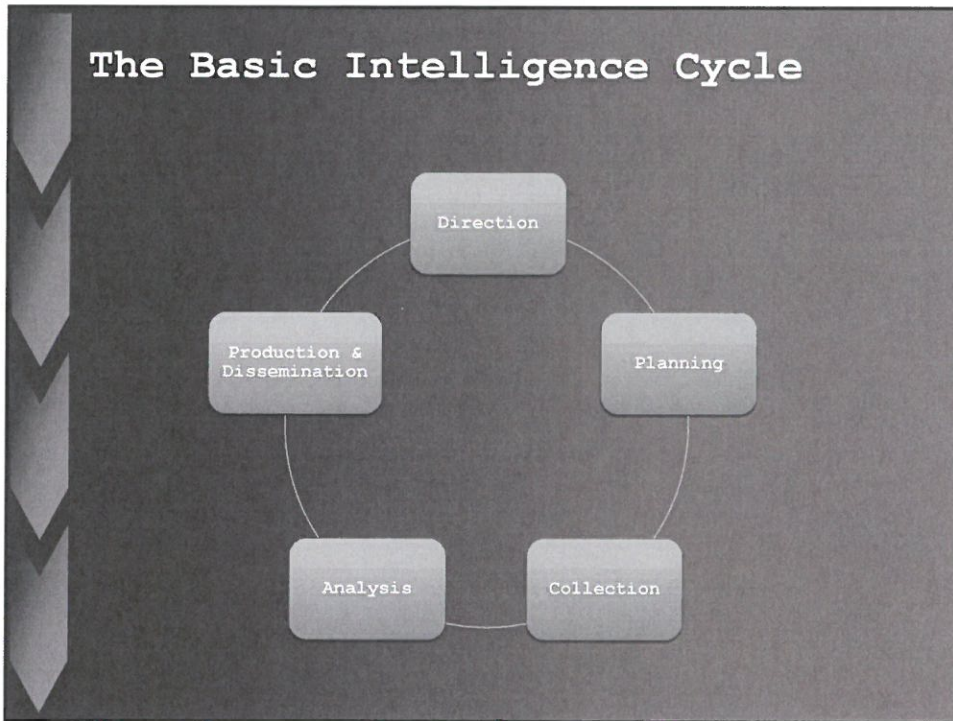 The Basic Intelligence Cycle
Direction
Planning
Collection
Analysis
Production &
Dissemination